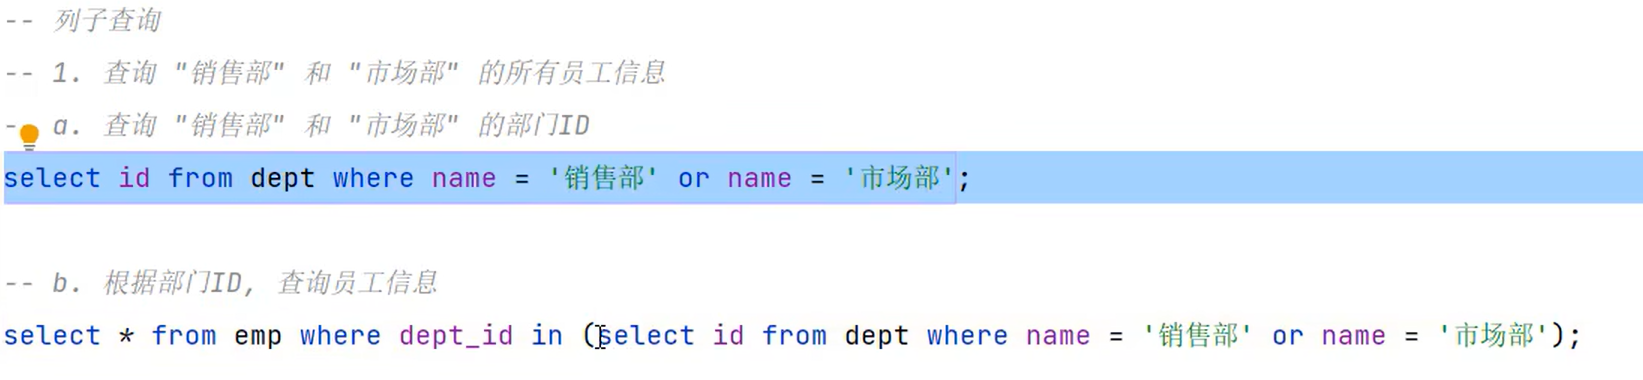 -- 列子查询
-- 1. 查询 "销售部" 和 "市场部" 的所有员工信息
- a. 查询 "销售部" 和 "市场部" 的部门ID
select id from dept where name = '销售部' or name = '市场部';
-- b. 根据部门ID, 查询员工信息
select * from emp where dept_id in (select id from dept where name = '销售部' or name = '市场部');